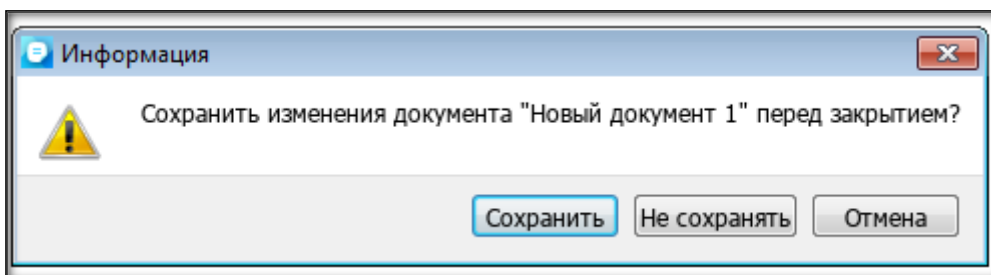 Информация
Сохранить изменения документа "Новый документ 1" перед закрытием?
Сохранить Не сохранять Отмена